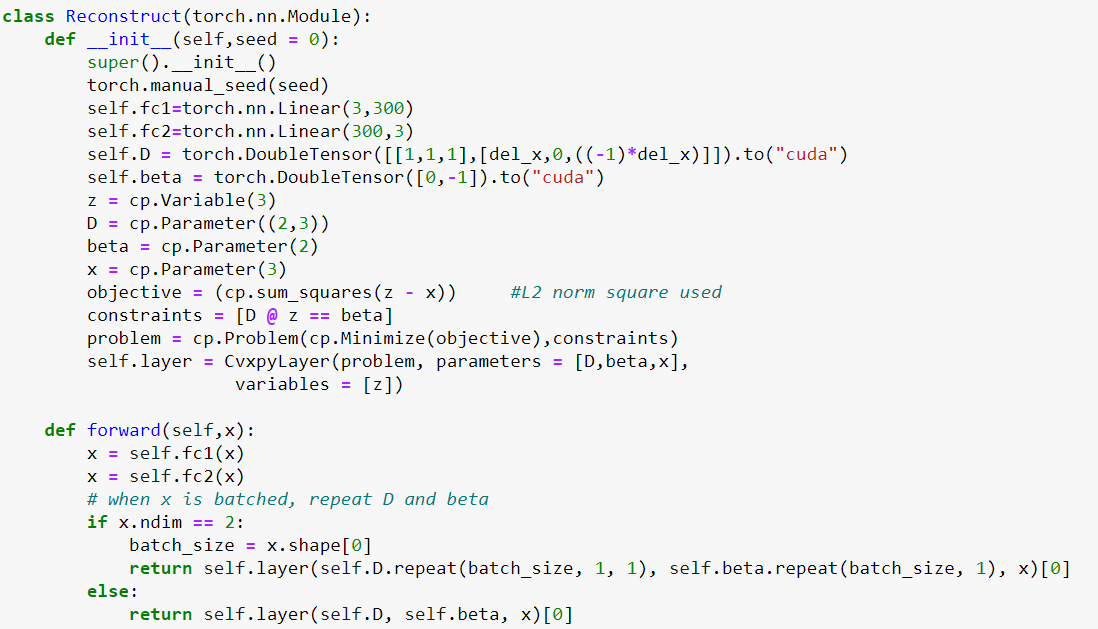 class Reconstruct(torch.nn.Module):
    def __init__(self,seed = 0):
        super().__init__()
        torch.manual_seed(seed)
        self.fc1=torch.nn.Linear(3,300)
        self.fc2=torch.nn.Linear(300,3)
        self.D = torch.DoubleTensor([[1,1,1],[del_x,0,((-1)*del_x)]]).to("cuda")
        self.beta = torch.DoubleTensor([0,-1]).to("cuda")
        z = cp.Variable(3)
        D = cp.Parameter((2,3))
        beta = cp.Parameter(2)
        x = cp.Parameter(3)
        objective = (cp.sum_squares(z - x))     #L2 norm square used
        constraints = [D @ z == beta]
        problem = cp.Problem(cp.Minimize(objective),constraints)
        self.layer = CvxpyLayer(problem, parameters = [D,beta,x],
                      variables = [z])
    def forward(self,x):
        x = self.fc1(x)
        x = self.fc2(x)
        # when x is batched, repeat D and beta
        if x.ndim == 2:
            batch_size = x.shape[0]
            return self.layer(self.D.repeat(batch_size, 1, 1), self.beta.repeat(batch_size, 1), x)[0]
        else:
            return self.layer(self.D, self.beta, x)[0]